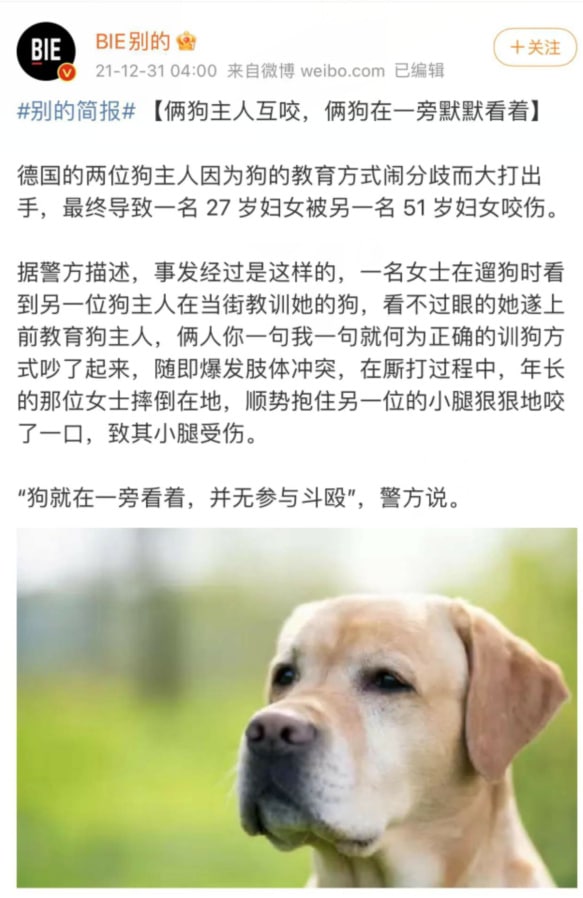 BIE
BIE别的
21-12-31 04:00 来自微博 weibo.com 已编辑
+关注
#别的简报# 【俩狗主人互咬，俩狗在一旁默默看着】
德国的两位狗主人因为狗的教育方式闹分歧而大打出
手，最终导致一名 27 岁妇女被另一名 51 岁妇女咬伤。
据警方描述，事发经过是这样的，一名女士在遛狗时看
到另一位狗主人在当街教训她的狗，看不过眼的她遂上
前教育狗主人，俩人你一句我一句就何为正确的训狗方
式吵了起来，随即爆发肢体冲突，在厮打过程中，年长
的那位女士摔倒在地，顺势抱住另一位的小腿狠狠地咬
了一口，致其小腿受伤。
“狗就在一旁看着，并无参与斗殴”，警方说。